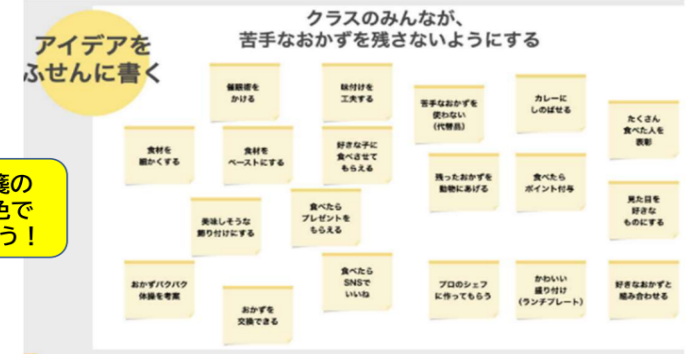 アイデアを
ふせんに書く
クラスのみんなが、
苦手なおかずを残さないようにする
催眠術を
かける
味付けを
工夫する
苦手なおかずを
使わない
(代替品)
カレーに
しのばせる
たくさん
食べた人を
表彰
食材を
細かくする
食材を
ペーストにする
好きな子に
食べさせて
もらえる
残ったおかずを
動物にあげる
食べたら
ポイント付与
見た目を
好きな
ものにする
美味しそうな
飾り付けにする
食べたら
プレゼントを
もらえる
おかずパクパク
体操を考案
おかずを
交換できる
食べたら
SNSで
いいね
プロのシェフ
に作ってもらう
かわいい
盛り付け
(ランチプレート)
好きなおかずと
組み合わせる
箋の
色で
う!